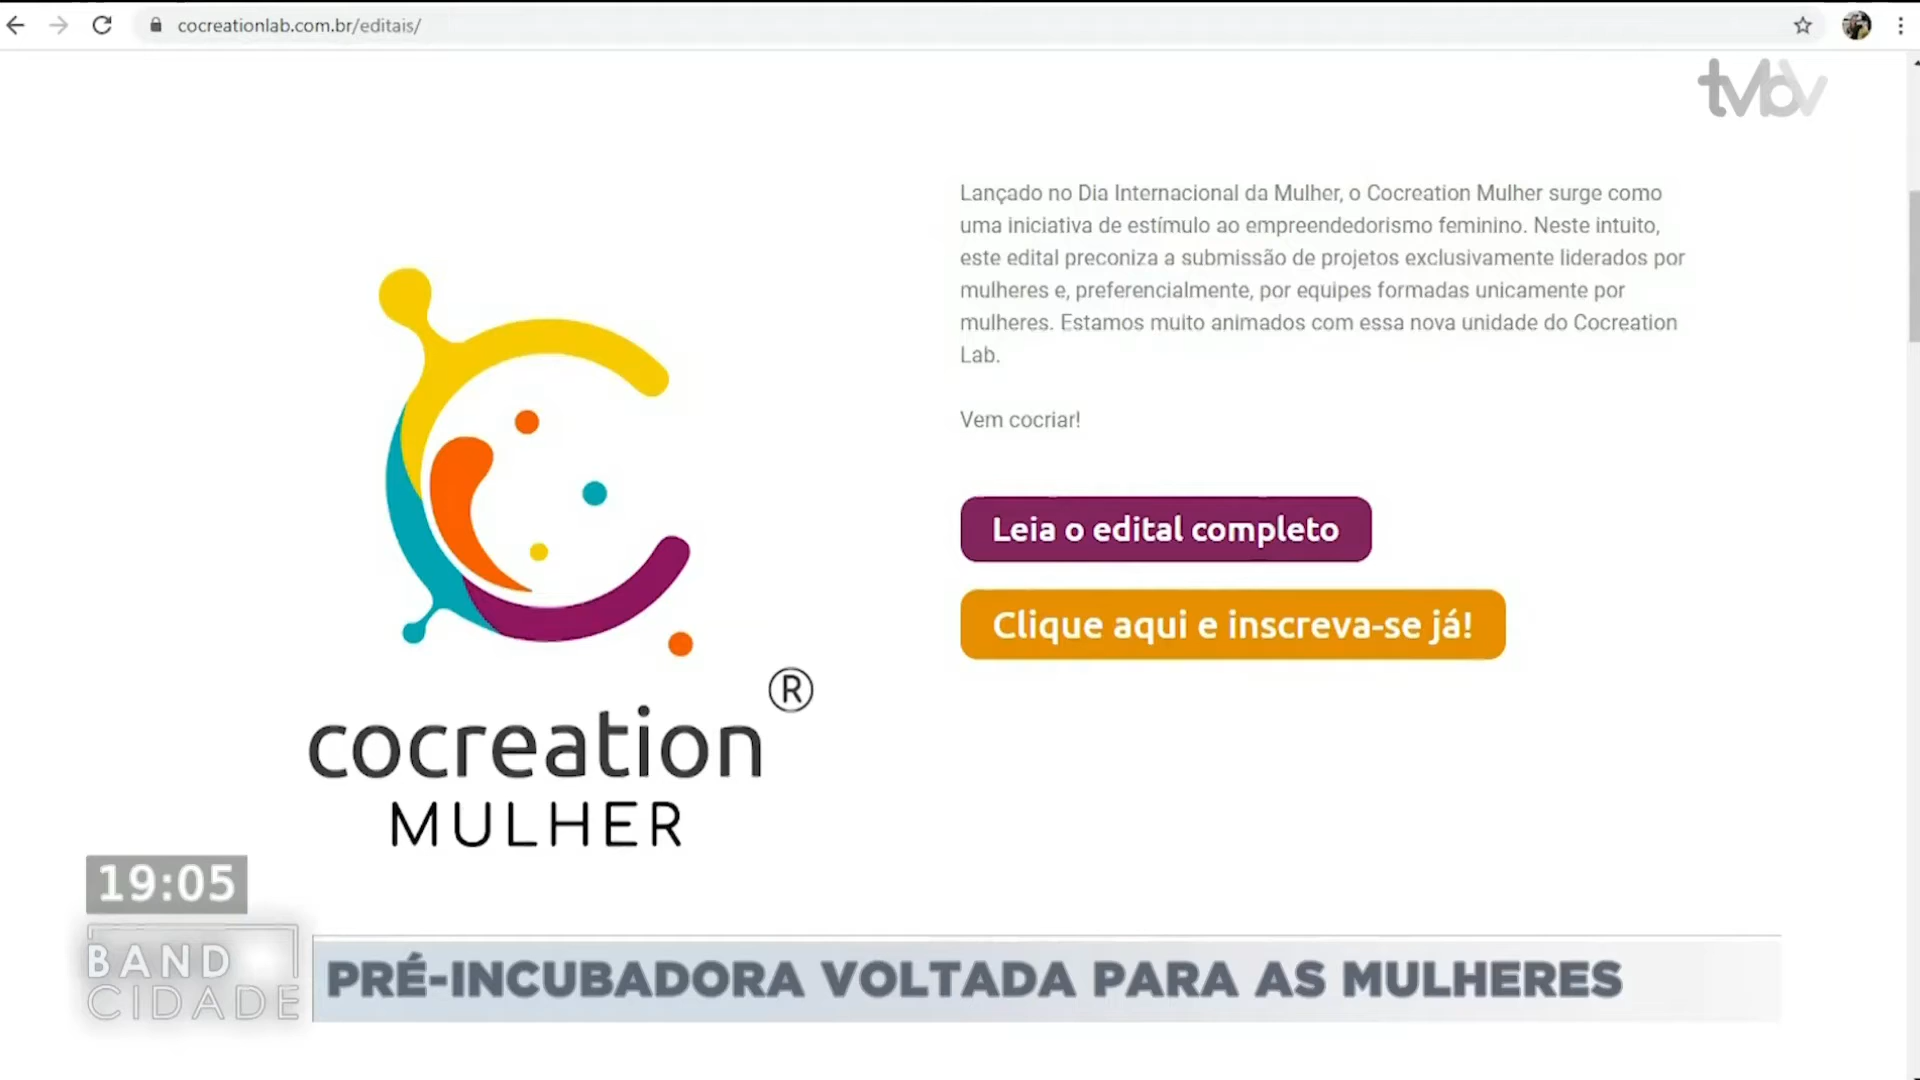 cocreationlab.com.br/editais/
tvbv
Lançado no Dia Internacional da Mulher, o Cocreation Mulher surge como
uma iniciativa de estímulo ao empreendedorismo feminino. Neste intuito,
este edital preconiza a submissão de projetos exclusivamente liderados por
mulheres e, preferencialmente, por equipes formadas unicamente por
mulheres. Estamos muito animados com essa nova unidade do Cocreation
Lab.
Vem cocriar!
Leia o edital completo
Clique aqui e inscreva-se já!
cocreation®
MULHER
19:05
BAND
CIDADE
PRÉ-INCUBADORA VOLTADA PARA AS MULHERES